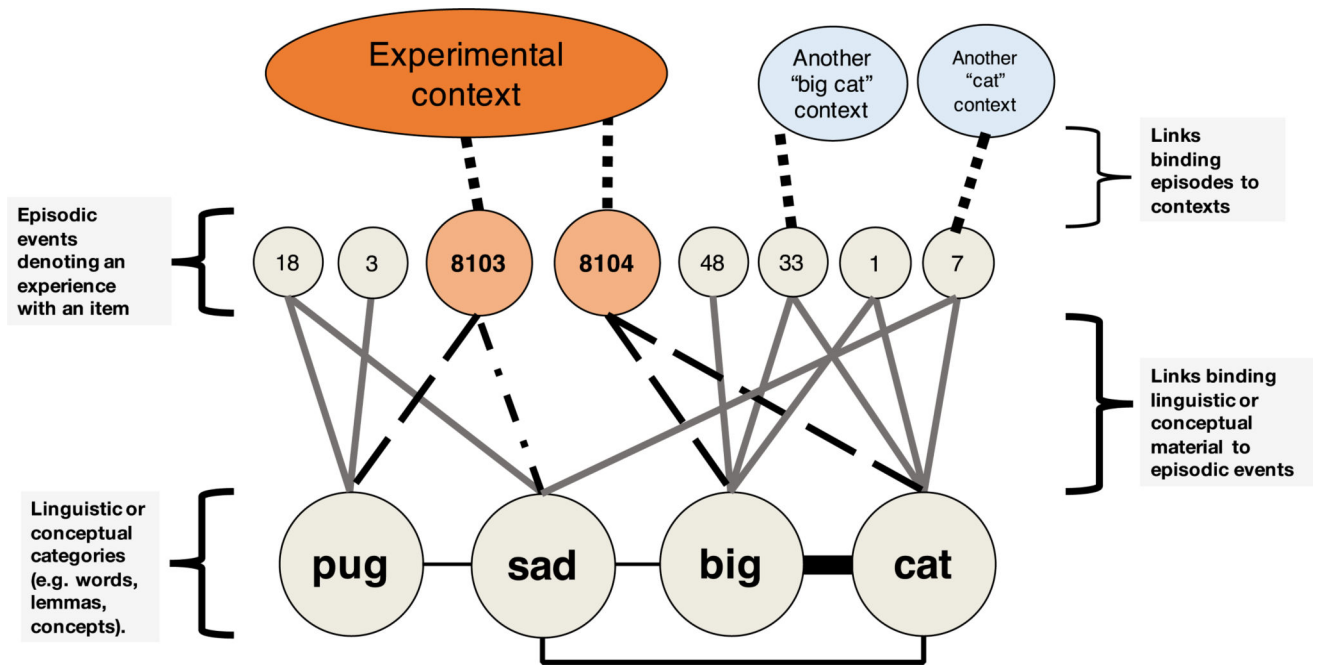 Experimental
context
Another
“big cat”
context
Another
“cat”
context
Links
binding
episodes to
contexts
Episodic
events
denoting an
experience
with an item
18
3
8103
8104
48
33
1
7
Links binding
linguistic or
conceptual
material to
episodic events
Linguistic or
conceptual
categories
(e.g. words,
lemmas,
concepts).
pug
sad
big
cat